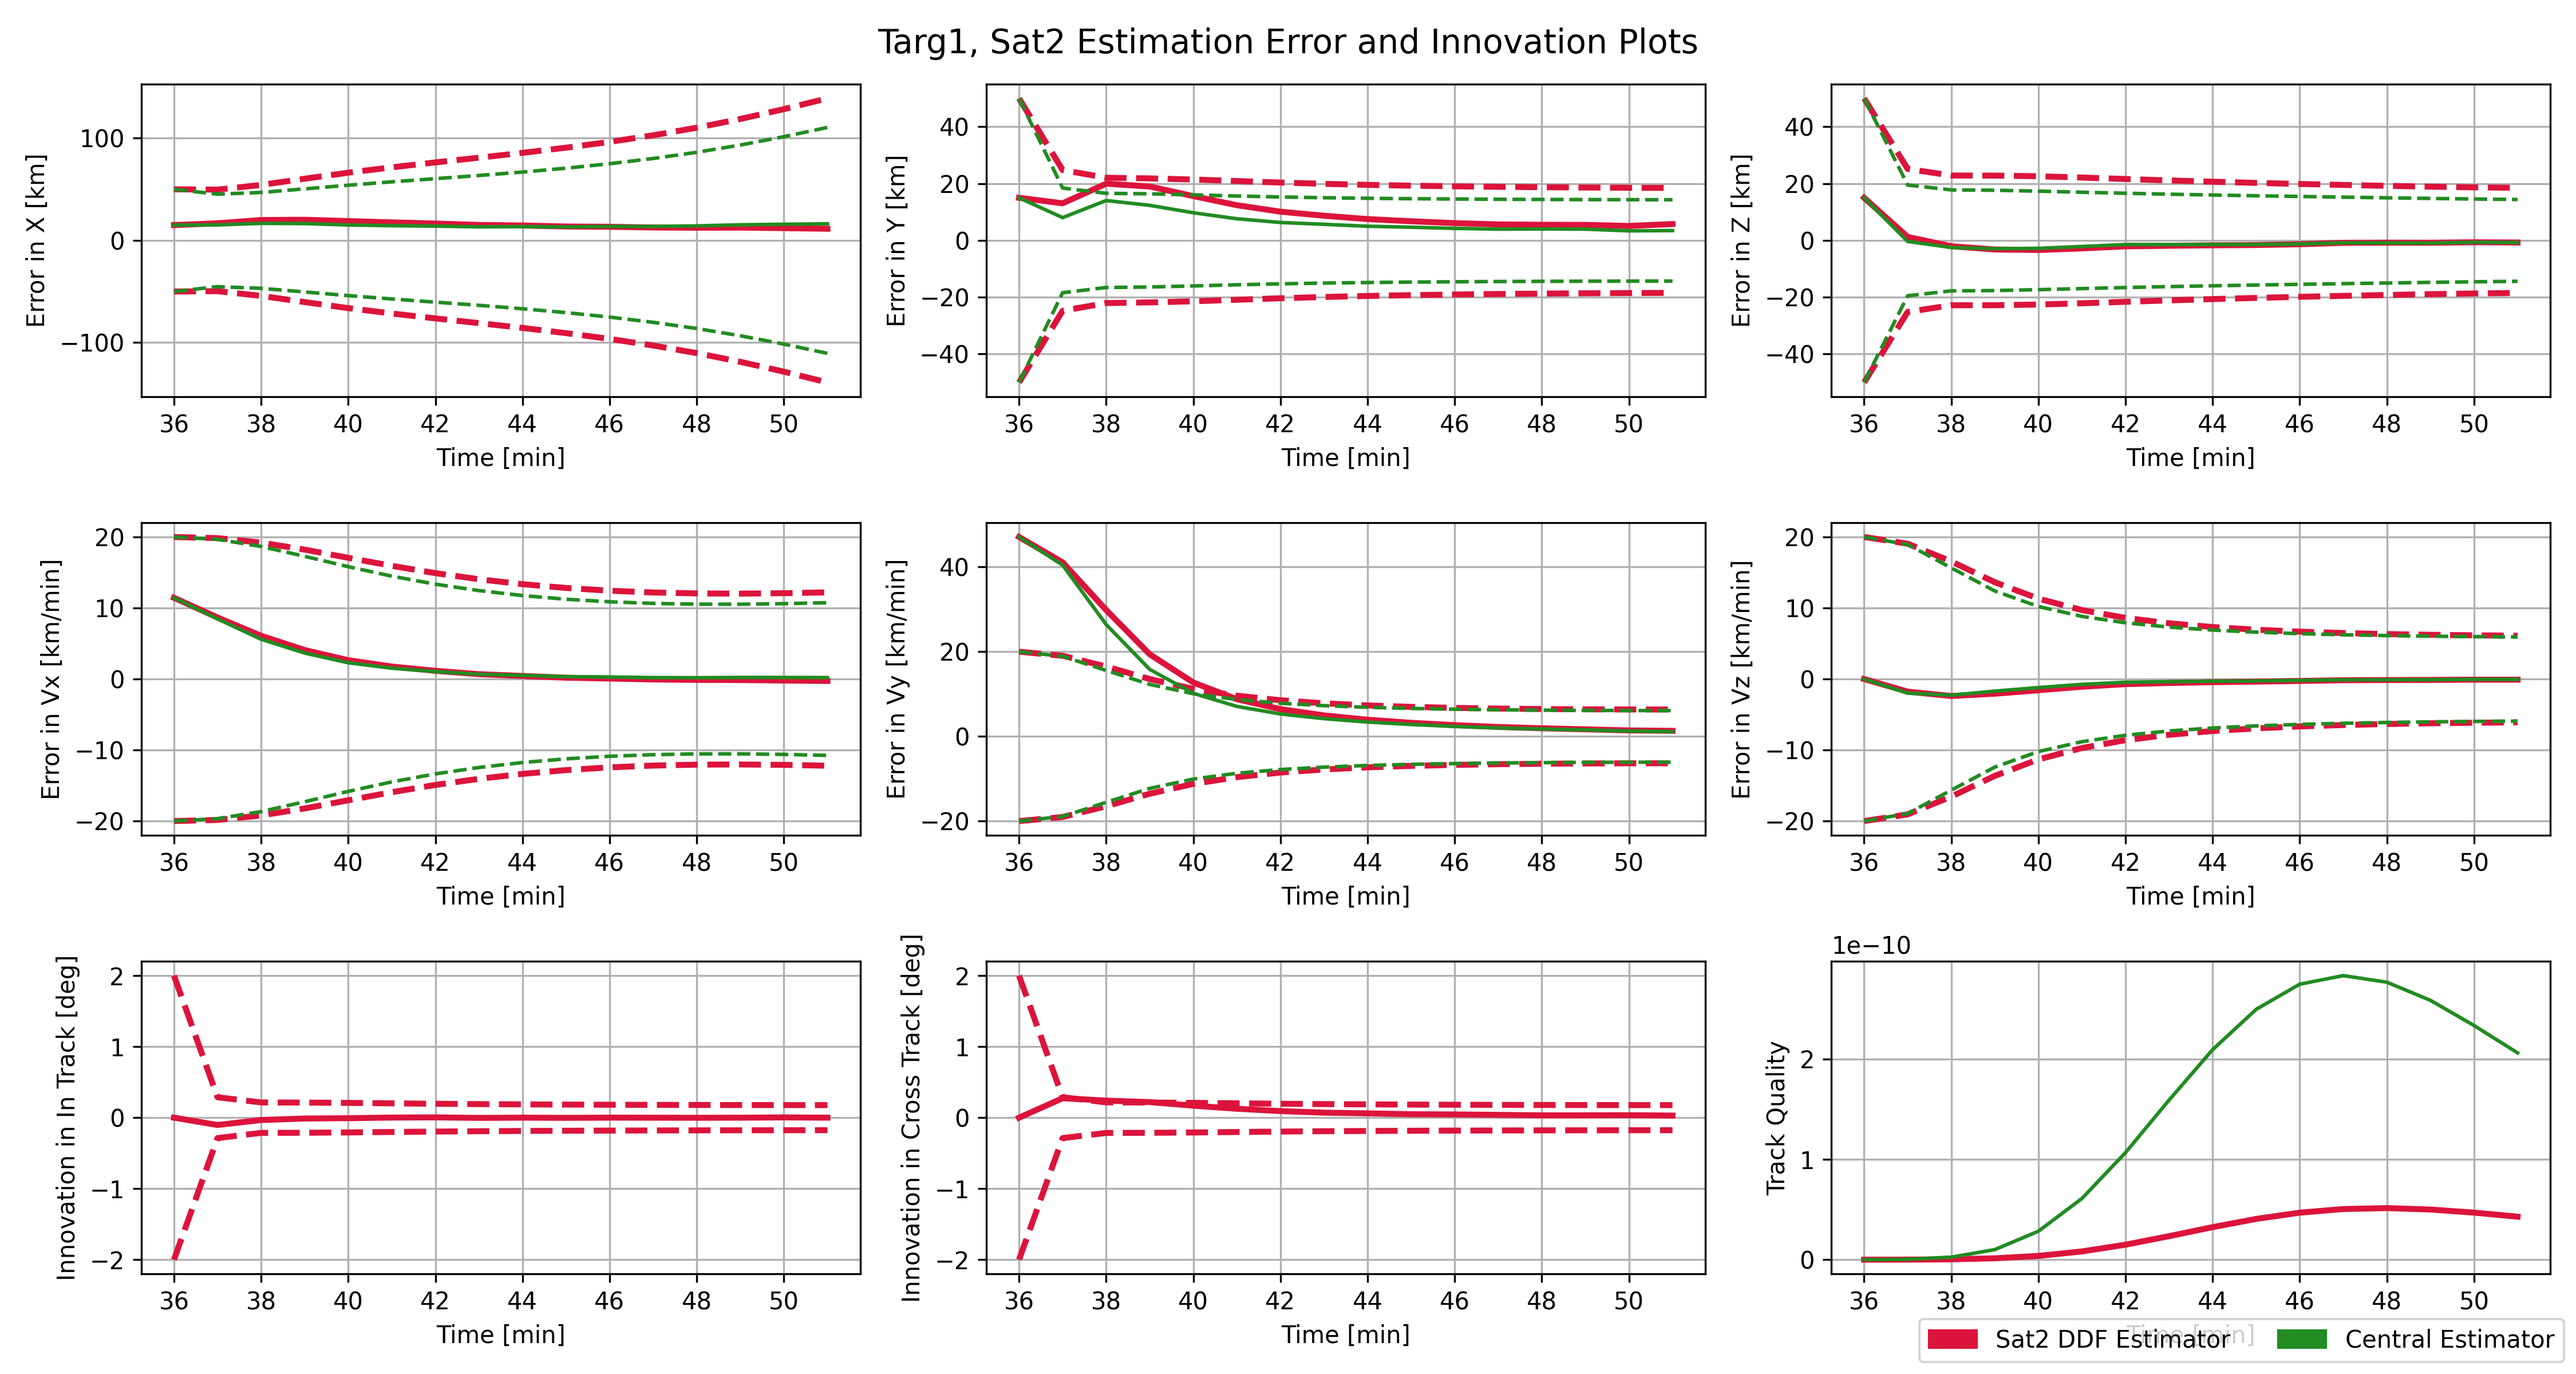 Targ1, Sat2 Estimation Error and Innovation Plots
Error in X [km]
100
0
−100
36 38 40 42 44 46 48 50
Time [min]
Error in Y [km]
40
20
0
−20
−40
36 38 40 42 44 46 48 50
Time [min]
Error in Z [km]
40
20
0
−20
−40
36 38 40 42 44 46 48 50
Time [min]
Error in Vx [km/min]
20
10
0
−10
−20
36 38 40 42 44 46 48 50
Time [min]
Error in Vy [km/min]
40
20
0
−20
36 38 40 42 44 46 48 50
Time [min]
Error in Vz [km/min]
20
10
0
−10
−20
36 38 40 42 44 46 48 50
Time [min]
Innovation in In Track [deg]
2
1
0
−1
−2
36 38 40 42 44 46 48 50
Time [min]
Innovation in Cross Track [deg]
2
1
0
−1
−2
36 38 40 42 44 46 48 50
Time [min]
1e−10
Track Quality
2
1
0
36 38 40 42 44 46 48 50
Time [min]
Sat2 DDF Estimator
Central Estimator